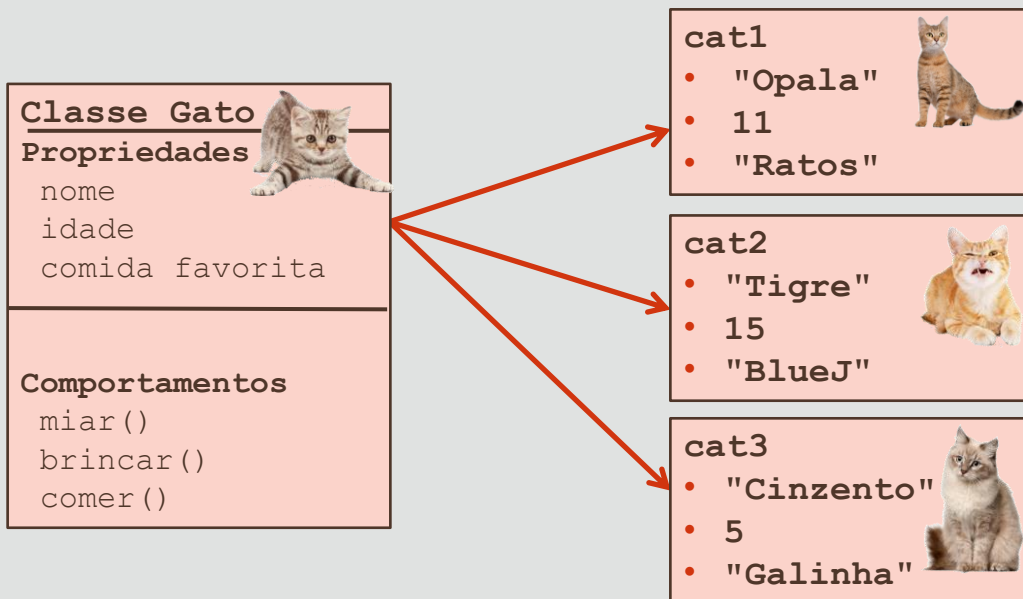 Classe Gato
Propriedades
nome
idade
comida favorita
Comportamentos
miar()
brincar()
comer()
cat1
• "Opala"
• 11
• "Ratos"
cat2
• "Tigre"
• 15
• "BlueJ"
cat3
• "Cinzento"
• 5
• "Galinha"